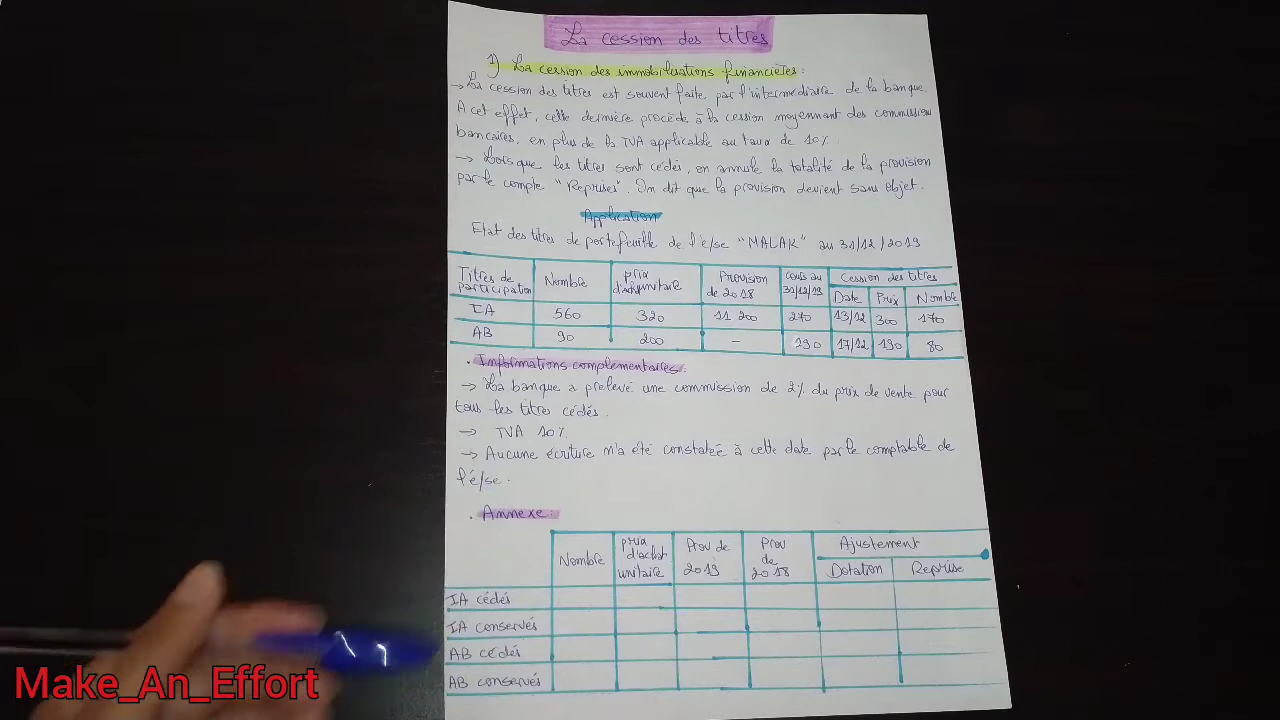 La cession des titres
1) La cession des immobilisations financières :
→ La cession des titres est souvent faite par l'intermédiaire de la banque.
A cet effet, cette dernière procède à la cession moyennant des commission
bancaires, en plus de la TVA applicable au taux de 10%.
→ Lorsque les titres sont cédés, on annule la totalité de la provision
par le compte "Reprises". On dit que la provision devient sans objet.
Application
Etat des titres de portefeuille de l'e/se "MALAK" au 31/12/2019
Titres de participation Nombre prix d'acq unitaire Provision de 2018 cours au 31/12/19 Cession des titres
Date Prix Nombre
IA 560 320 11 200 270 13/12 300 170
AB 90 200 - 190 17/12 190 80
. Informations complémentaires :
→ La banque a prélevé une commission de 2% du prix de vente pour
tous les titres cédés.
→ TVA 10%.
→ Aucune écriture n'a été constatée à cette date par le comptable de
l'é/se.
. Annexe :
Nombre prix d'achat unitaire Prov de 2019 Prov de 2018 Ajustement
Dotation Reprise
IA cédés
IA conservés
AB cédés
AB conservés
Make_An_Effort